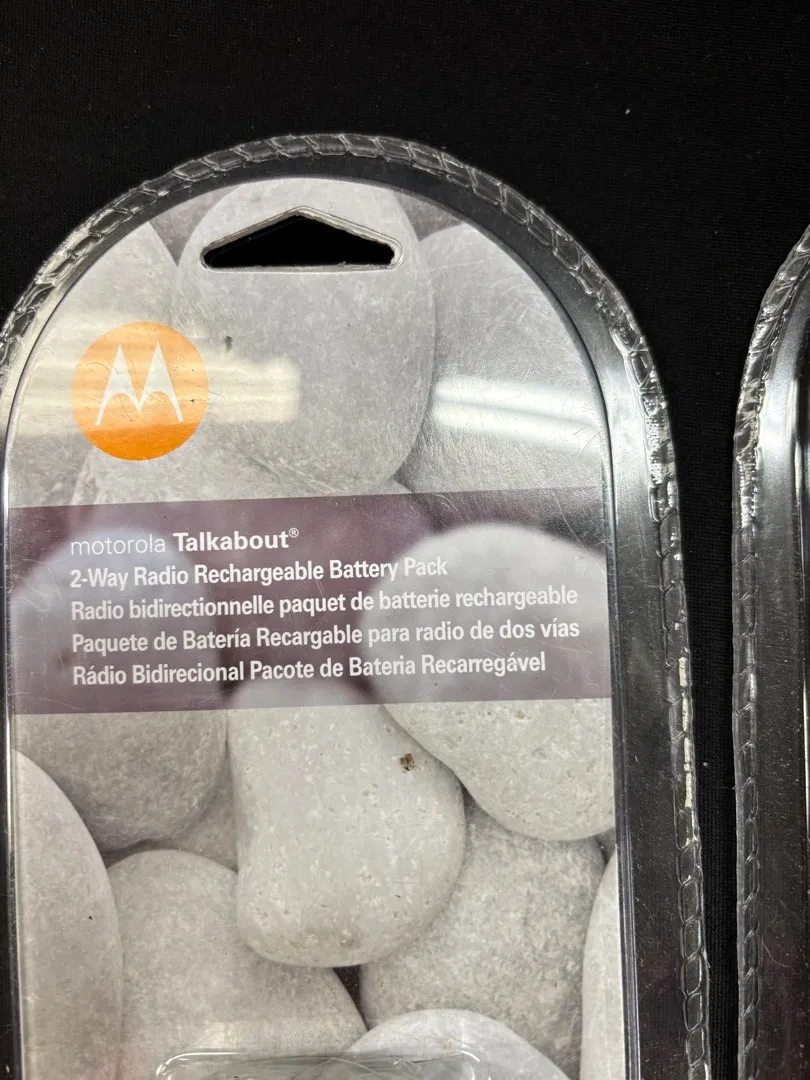 motorola Talkabout®
2-Way Radio Rechargeable Battery Pack
Radio bidirectionnelle paquet de batterie rechargeable
Paquete de Batería Recargable para radio de dos vías
Rádio Bidirecional Pacote de Bateria Recarregável